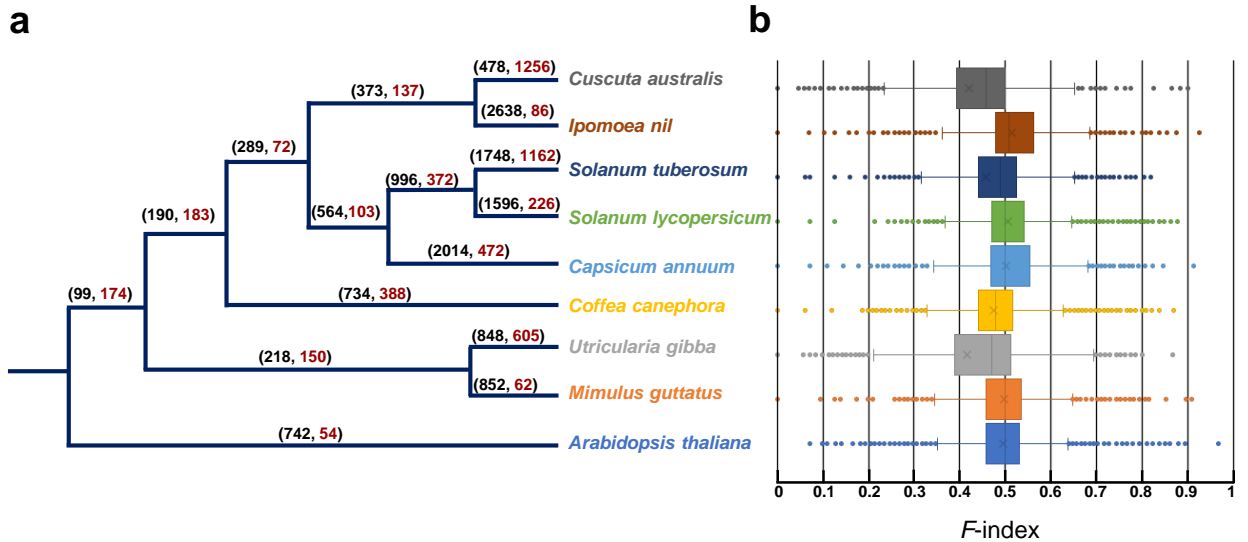 a
b
(478, 1256)
Cuscuta australis
(373, 137)
(2638, 86)
Ipomoea nil
(289, 72)
(1748, 1162)
Solanum tuberosum
(996, 372)
(190, 183)
(564,103)
(1596, 226)
Solanum lycopersicum
(2014, 472)
Capsicum annuum
(99, 174)
(734, 388)
Coffea canephora
(848, 605)
Utricularia gibba
(218, 150)
(852, 62)
Mimulus guttatus
(742, 54)
Arabidopsis thaliana
0 0.1 0.2 0.3 0.4 0.5 0.6 0.7 0.8 0.9 1
F-index